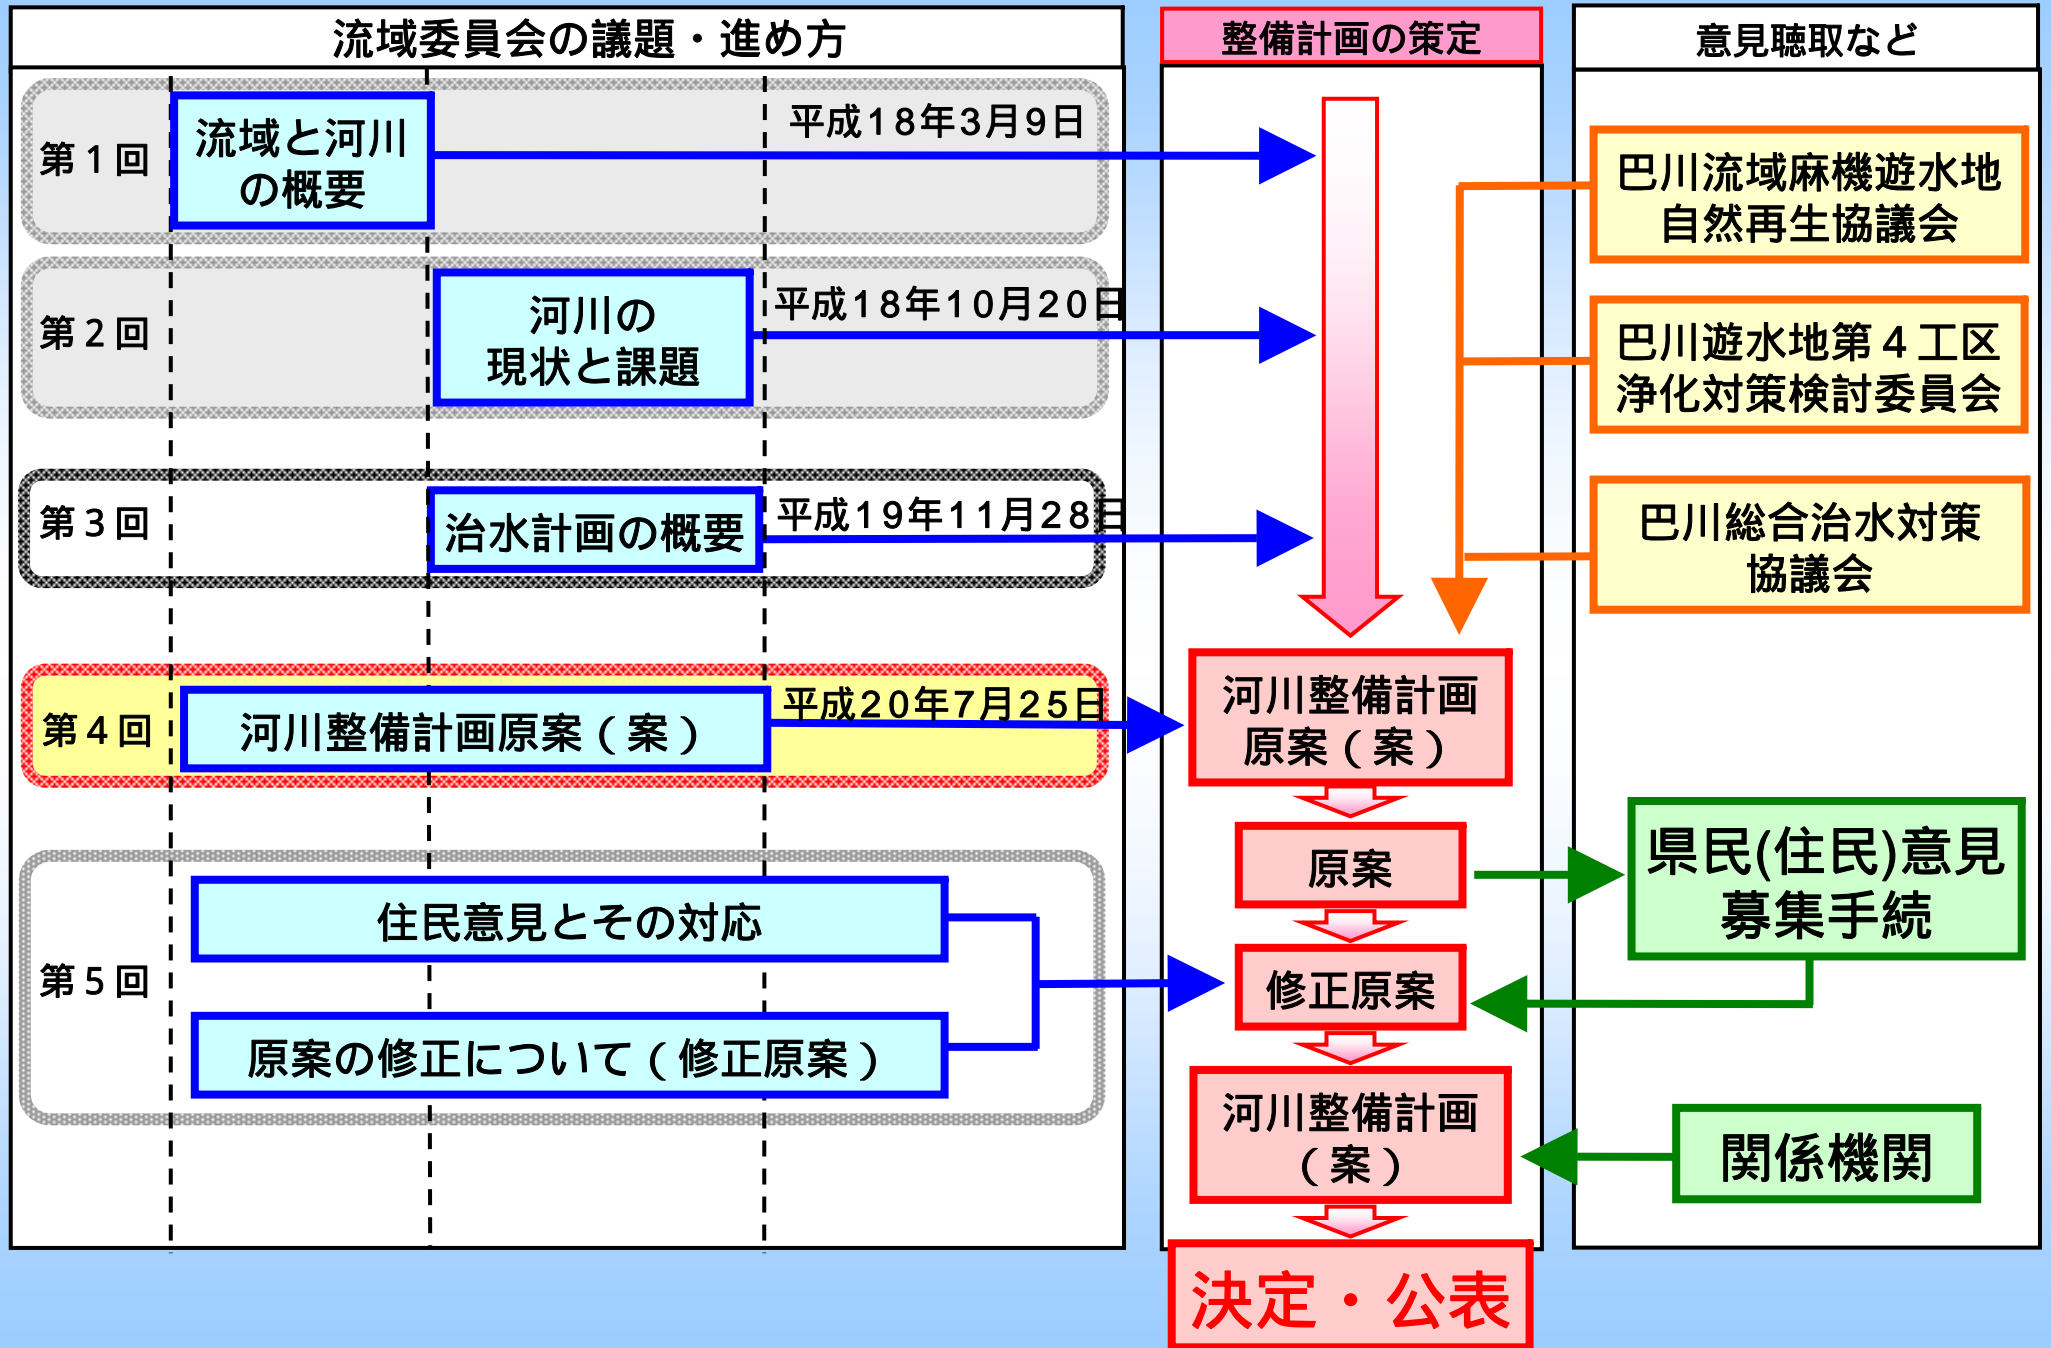 流域委員会の議題・進め方
第1回
流域と河川
の概要
平成18年3月9日
第2回
河川の
現状と課題
平成18年10月20日
第3回
治水計画の概要
平成19年11月28日
第4回
河川整備計画原案（案）
平成20年7月25日
第5回
住民意見とその対応
原案の修正について（修正原案）
整備計画の策定
河川整備計画
原案（案）
原案
修正原案
河川整備計画
（案）
決定・公表
意見聴取など
巴川流域麻機遊水地
自然再生協議会
巴川遊水地第4工区
浄化対策検討委員会
巴川総合治水対策
協議会
県民(住民)意見
募集手続
関係機関